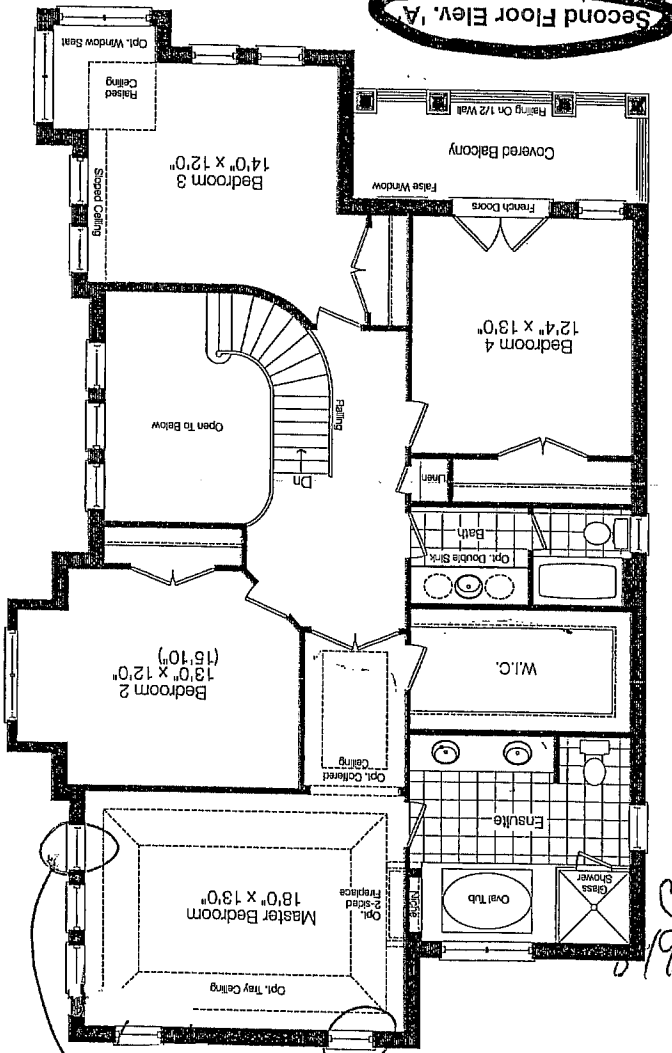 Opt. Tray Ceiling
Master Bedroom
18'0" x 13'0"
Opt.
2-sided
Fireplace
Niche
Oval Tub
Glass
Shower
Ensuite
Opt. Coffered
Ceiling
Bedroom 2
13'0" x 12'0"
(15'10")
W.I.C.
Opt. Double Sink
Bath
Linen
Dn
Railing
Open To Below
Bedroom 4
12'4" x 13'0"
French Doors
False Window
Covered Balcony
Railing On 1/2 Wall
Bedroom 3
14'0" x 12'0"
Sloped Ceiling
Raised
Ceiling
Opt. Window Seat
Second Floor Elev. 'A'